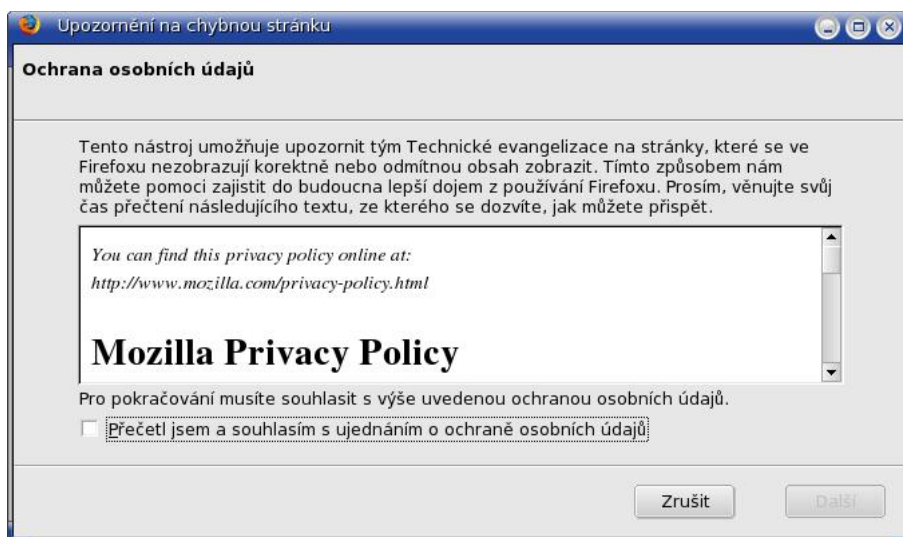 Upozornění na chybnou stránku
Ochrana osobních údajů
Tento nástroj umožňuje upozornit tým Technické evangelizace na stránky, které se ve
Firefoxu nezobrazují korektně nebo odmítnou obsah zobrazit. Tímto způsobem nám
můžete pomoci zajistit do budoucna lepší dojem z používání Firefoxu. Prosím, věnujte svůj
čas přečtení následujícího textu, ze kterého se dozvíte, jak můžete přispět.
You can find this privacy policy online at:
http://www.mozilla.com/privacy-policy.html
Mozilla Privacy Policy
Pro pokračování musíte souhlasit s výše uvedenou ochranou osobních údajů.
Přečetl jsem a souhlasím s ujednáním o ochraně osobních údajů
Zrušit
Další